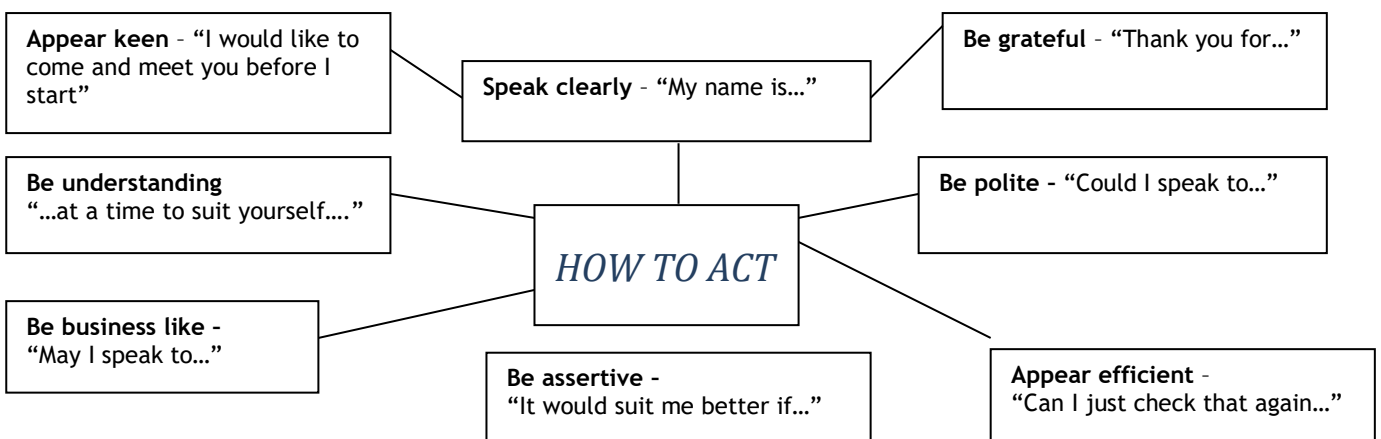 Appear keen – “I would like to
come and meet you before I
start”
Speak clearly – “My name is…”
Be grateful – “Thank you for…”
Be understanding
“…at a time to suit yourself….”
Be polite – “Could I speak to…”
HOW TO ACT
Be business like –
“May I speak to…”
Be assertive –
“It would suit me better if…”
Appear efficient –
“Can I just check that again…”